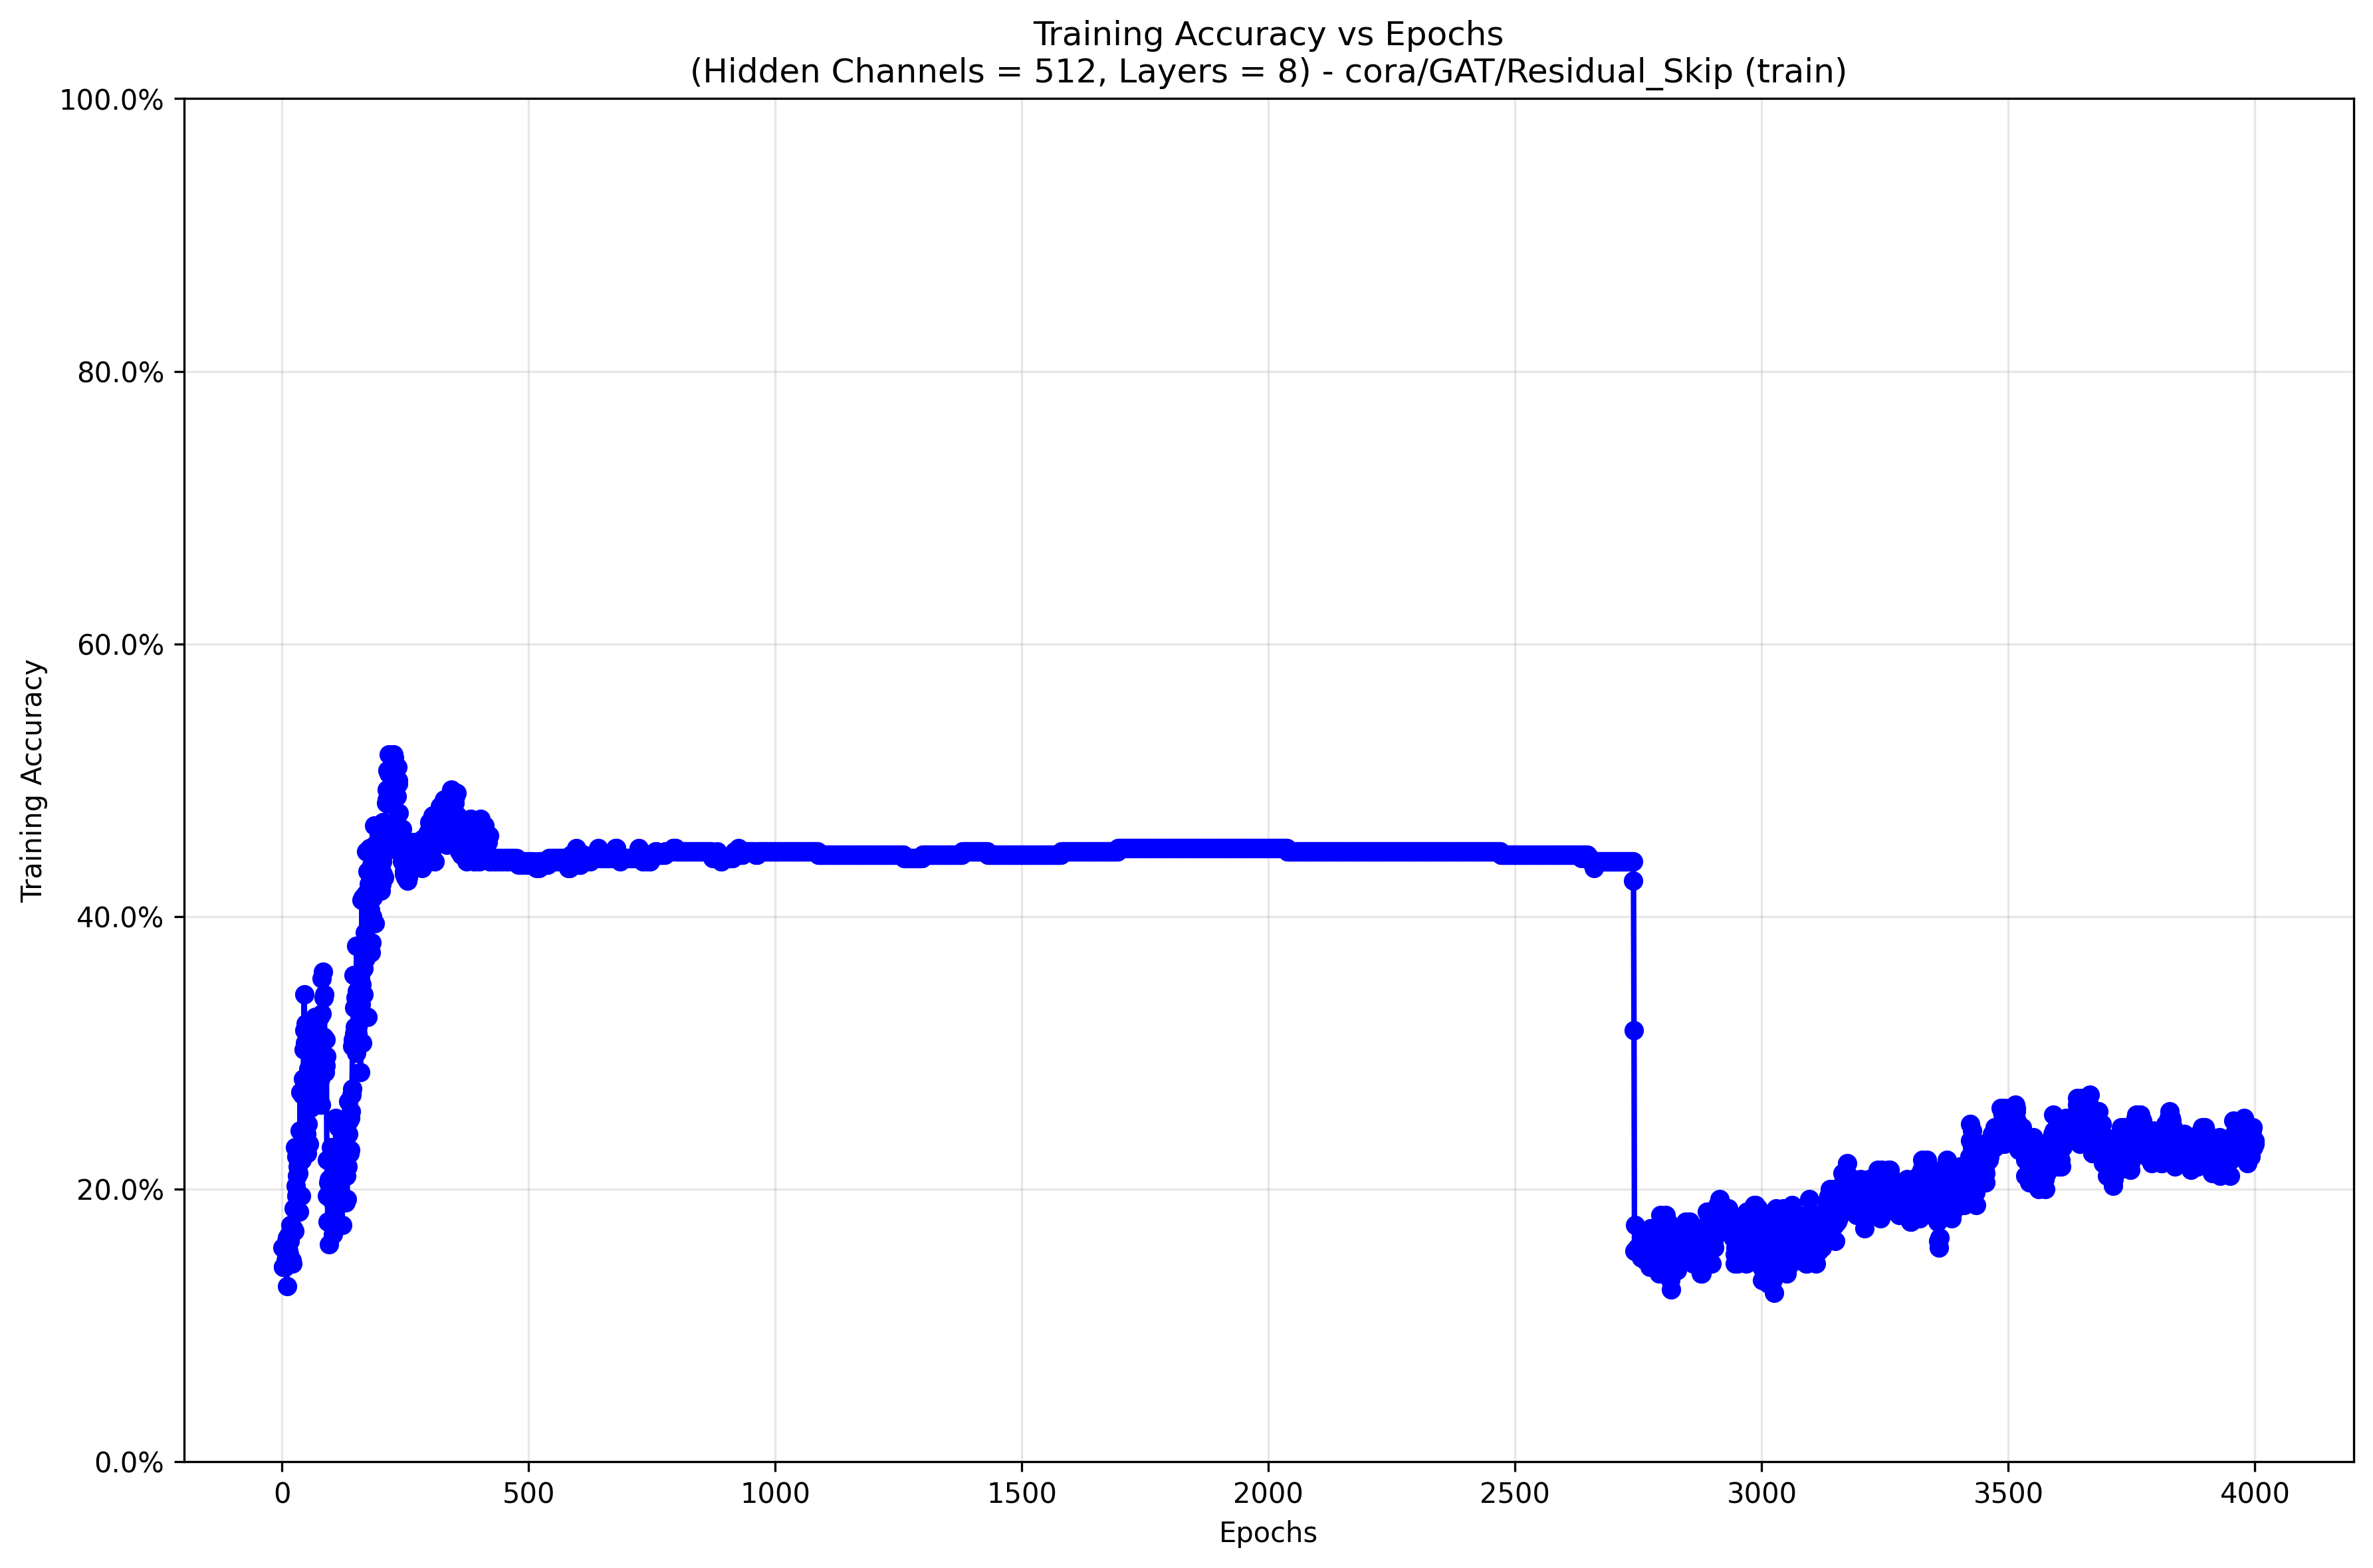 Training Accuracy vs Epochs
(Hidden Channels = 512, Layers = 8) - cora/GAT/Residual_Skip (train)
100.0%
80.0%
60.0%
40.0%
20.0%
0.0%
Training Accuracy
0 500 1000 1500 2000 2500 3000 3500 4000
Epochs